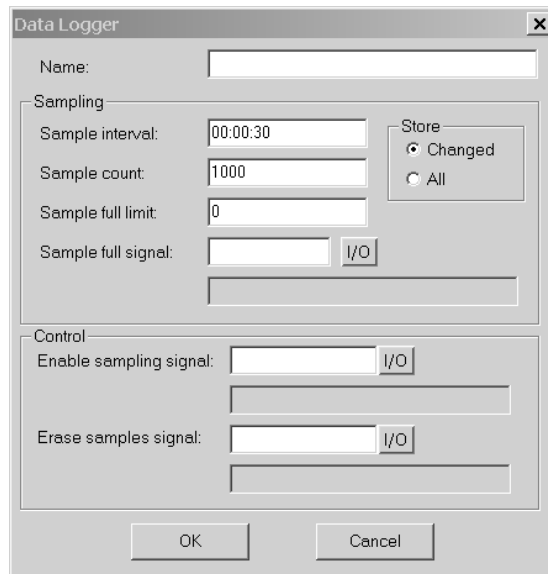 Data Logger
Name:
Sampling
Sample interval: 00:00:30
Store
Changed
Sample count: 1000
All
Sample full limit: 0
Sample full signal: I/O
Control
Enable sampling signal: I/O
Erase samples signal: I/O
OK Cancel